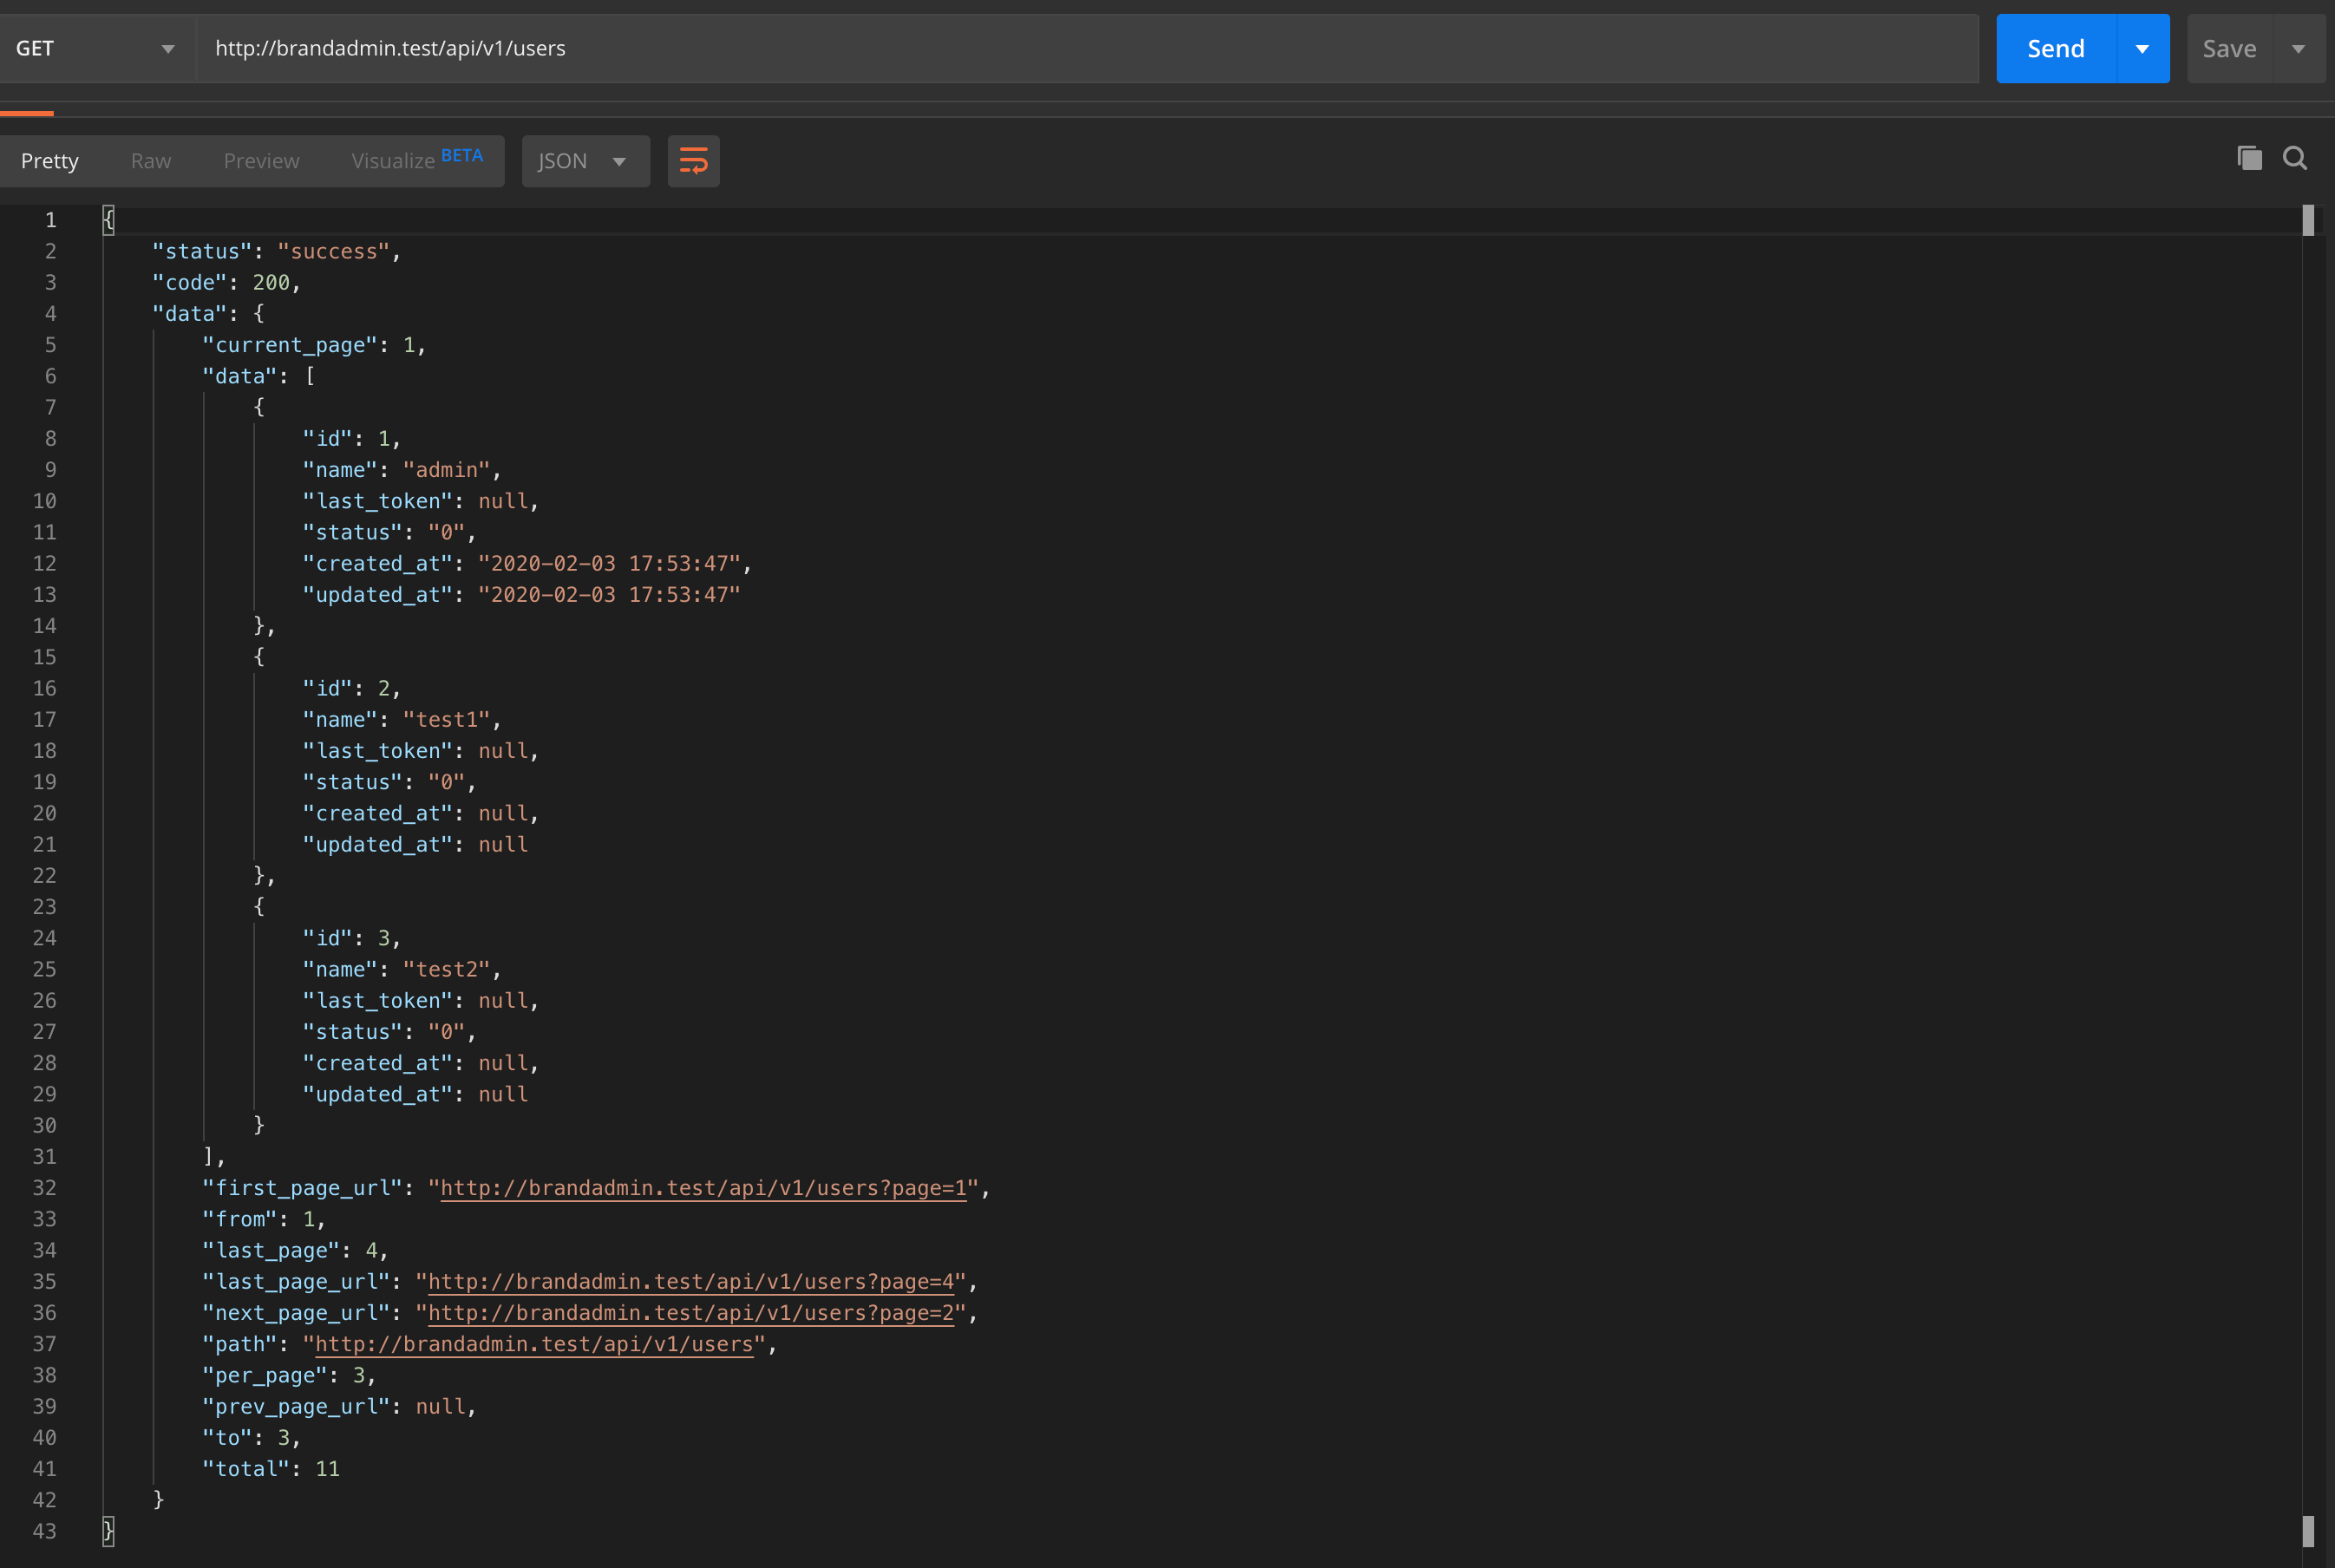 GET http://brandadmin.test/api/v1/users Send Save
Pretty Raw Preview Visualize BETA JSON
1 {
2     "status": "success",
3     "code": 200,
4     "data": {
5         "current_page": 1,
6         "data": [
7             {
8                 "id": 1,
9                 "name": "admin",
10                 "last_token": null,
11                 "status": "0",
12                 "created_at": "2020-02-03 17:53:47",
13                 "updated_at": "2020-02-03 17:53:47"
14             },
15             {
16                 "id": 2,
17                 "name": "test1",
18                 "last_token": null,
19                 "status": "0",
20                 "created_at": null,
21                 "updated_at": null
22             },
23             {
24                 "id": 3,
25                 "name": "test2",
26                 "last_token": null,
27                 "status": "0",
28                 "created_at": null,
29                 "updated_at": null
30             }
31         ],
32         "first_page_url": "http://brandadmin.test/api/v1/users?page=1",
33         "from": 1,
34         "last_page": 4,
35         "last_page_url": "http://brandadmin.test/api/v1/users?page=4",
36         "next_page_url": "http://brandadmin.test/api/v1/users?page=2",
37         "path": "http://brandadmin.test/api/v1/users",
38         "per_page": 3,
39         "prev_page_url": null,
40         "to": 3,
41         "total": 11
42     }
43 }